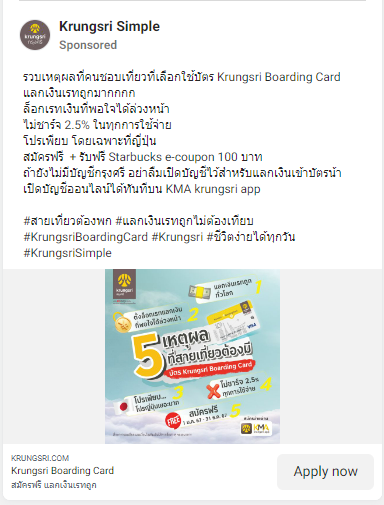 Krungsri Simple
Sponsored
รวบเหตุผลที่คนชอบเที่ยวที่เลือกใช้บัตร Krungsri Boarding Card
แลกเงินเรทถูกมากกกก
ล็อกเรทเงินที่พอใจได้ล่วงหน้า
ไม่ชาร์จ 2.5% ในทุกการใช้จ่าย
โปรเพียบ โดยเฉพาะที่ญี่ปุ่น
สมัครฟรี + รับฟรี Starbucks e-coupon 100 บาท
ถ้ายังไม่มีบัญชีกรุงศรี อย่าลืมเปิดบัญชีไว้สำหรับแลกเงินเข้าบัตรน้า
เปิดบัญชีออนไลน์ได้ทันทีบน KMA krungsri app
#สายเที่ยวต้องพก #แลกเงินเรทถูกไม่ต้องเทียบ
#KrungsriBoardingCard #Krungsri #ชีวิตง่ายได้ทุกวัน
#KrungsriSimple
แลกเงินเรทถูก
ทั่วโลก
1
ตั้งล็อกเรทแลกเงิน
ที่พอใจได้ล่วงหน้า
2
VISA
5 เหตุผล
ที่สายเที่ยวต้องมี
บัตร Krungsri Boarding Card
โปรเพียบ...
โปรญี่ปุ่นเยอะมาก
3
ไม่ชาร์จ 2.5%
ทุกการใช้จ่าย
4
FREE
สมัครฟรี
5
KMA
KRUNGSRI.COM
Krungsri Boarding Card
สมัครฟรี แลกเงินเรทถูก
Apply now